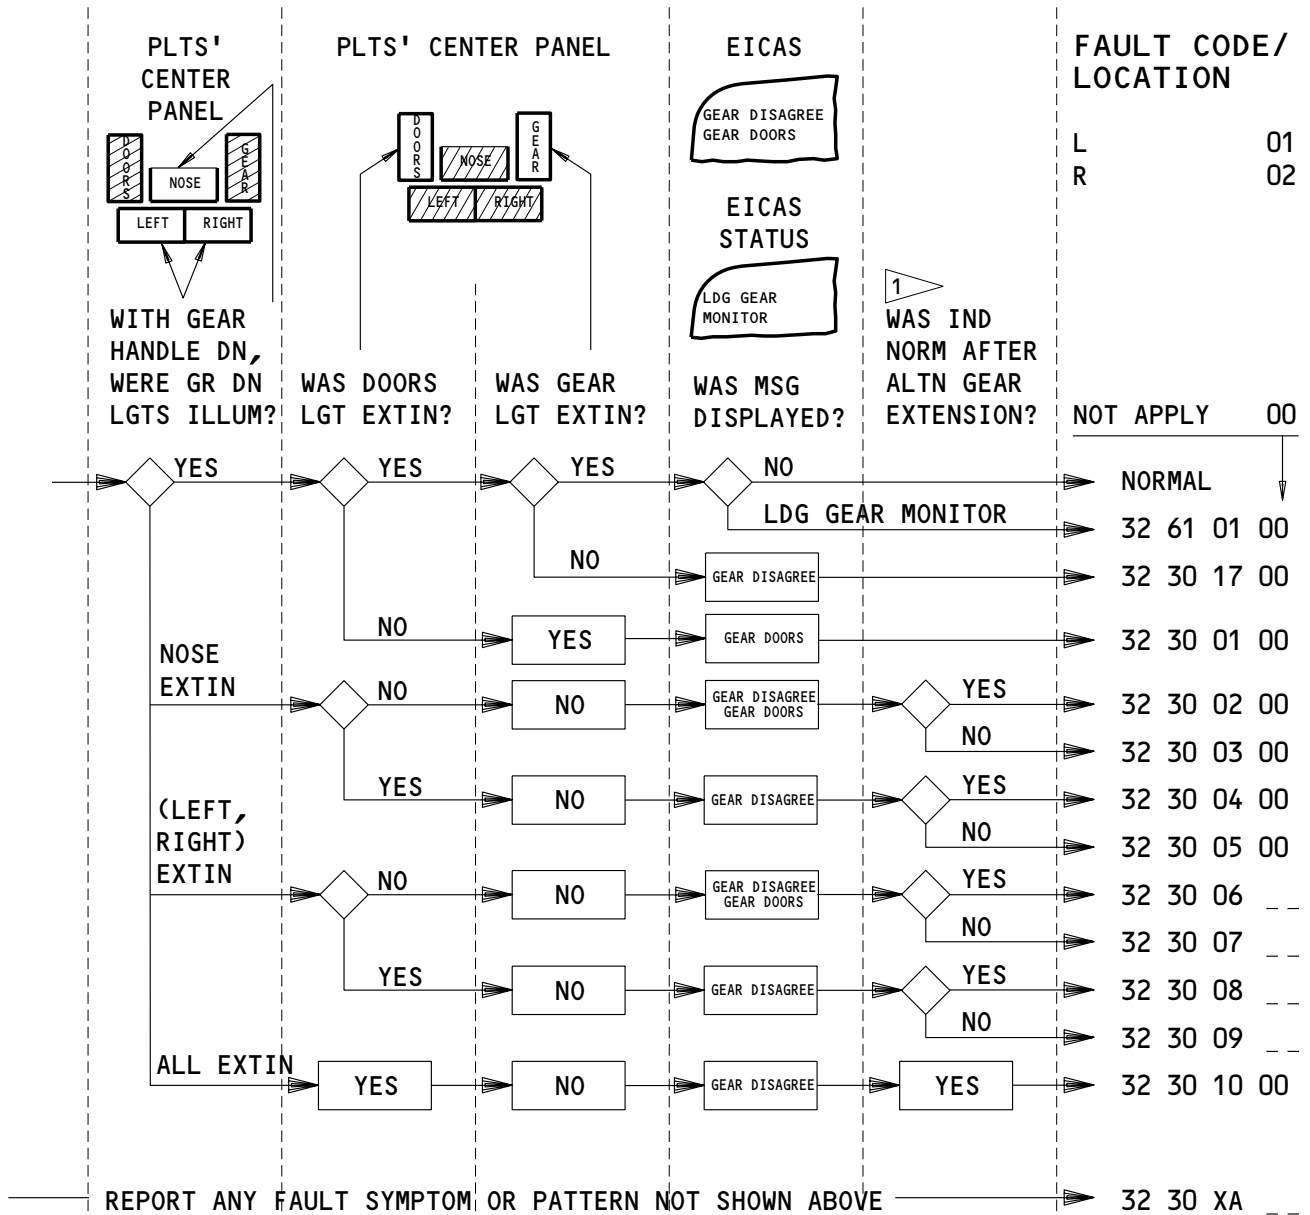 PLTS'
CENTER
PANEL
DOORS
GEAR
NOSE
LEFT
RIGHT
WITH GEAR
HANDLE DN,
WERE GR DN
LGTS ILLUM?
PLTS' CENTER PANEL
DOORS
GEAR
NOSE
LEFT
RIGHT
WAS DOORS
LGT EXTIN?
WAS GEAR
LGT EXTIN?
EICAS
GEAR DISAGREE
GEAR DOORS
EICAS
STATUS
LDG GEAR
MONITOR
WAS MSG
DISPLAYED?
1
WAS IND
NORM AFTER
ALTN GEAR
EXTENSION?
FAULT CODE/
LOCATION
L 01
R 02
NOT APPLY 00
YES YES YES NO NORMAL
LDG GEAR MONITOR 32 61 01 00
NO GEAR DISAGREE 32 30 17 00
NO YES GEAR DOORS 32 30 01 00
NOSE
EXTIN
NO NO GEAR DISAGREE
GEAR DOORS
YES 32 30 02 00
NO 32 30 03 00
YES NO GEAR DISAGREE YES 32 30 04 00
NO 32 30 05 00
(LEFT,
RIGHT)
EXTIN
NO NO GEAR DISAGREE
GEAR DOORS
YES 32 30 06 _ _
NO 32 30 07 _ _
YES NO GEAR DISAGREE YES 32 30 08 _ _
NO 32 30 09 _ _
ALL EXTIN YES NO GEAR DISAGREE YES 32 30 10 00
REPORT ANY FAULT SYMPTOM OR PATTERN NOT SHOWN ABOVE 32 30 XA _ _